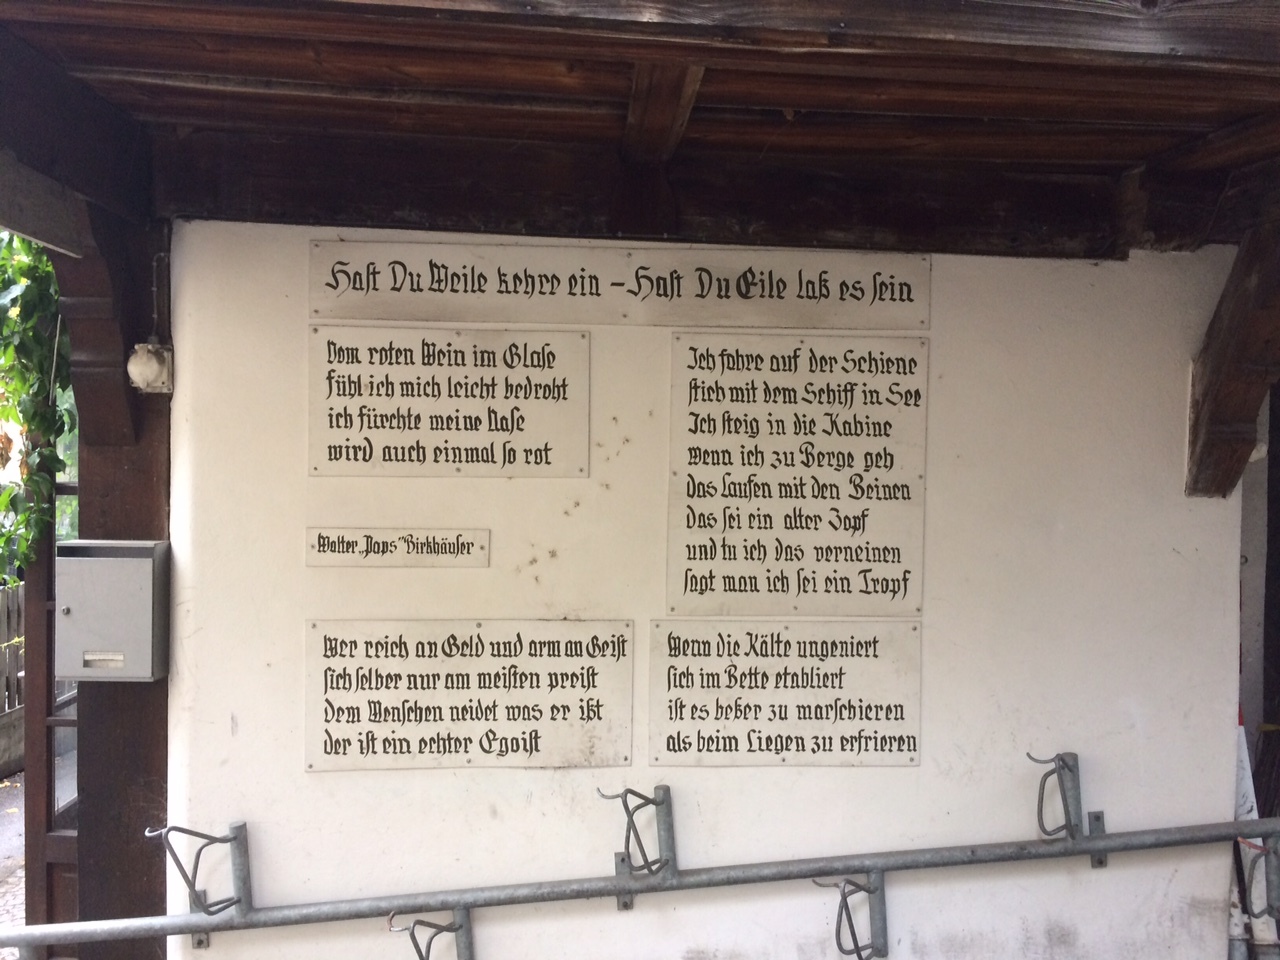 Hast Du Weile kehre ein – Hast Du Eile laß es sein
Vom roten Wein im Glase
fühl ich mich leicht bedroht
ich fürchte meine Nase
wird auch einmal so rot
Ich fahre auf der Schiene
stich mit dem Schiff in See
Ich steig in die Kabine
wenn ich zu Berge geh
das Laufen mit den Beinen
das sei ein alter Zopf
und tu ich das verneinen
sagt man ich sei ein Tropf
Walter „Paps“ Birkhäuser
Wer reich an Geld und arm an Geist
sich selber nur am meisten preist
dem Menschen neidet was er ißt
der ist ein echter Egoist
Wenn die Kälte ungeniert
sich im Bette etabliert
ist es beßer zu marschieren
als beim Liegen zu erfrieren